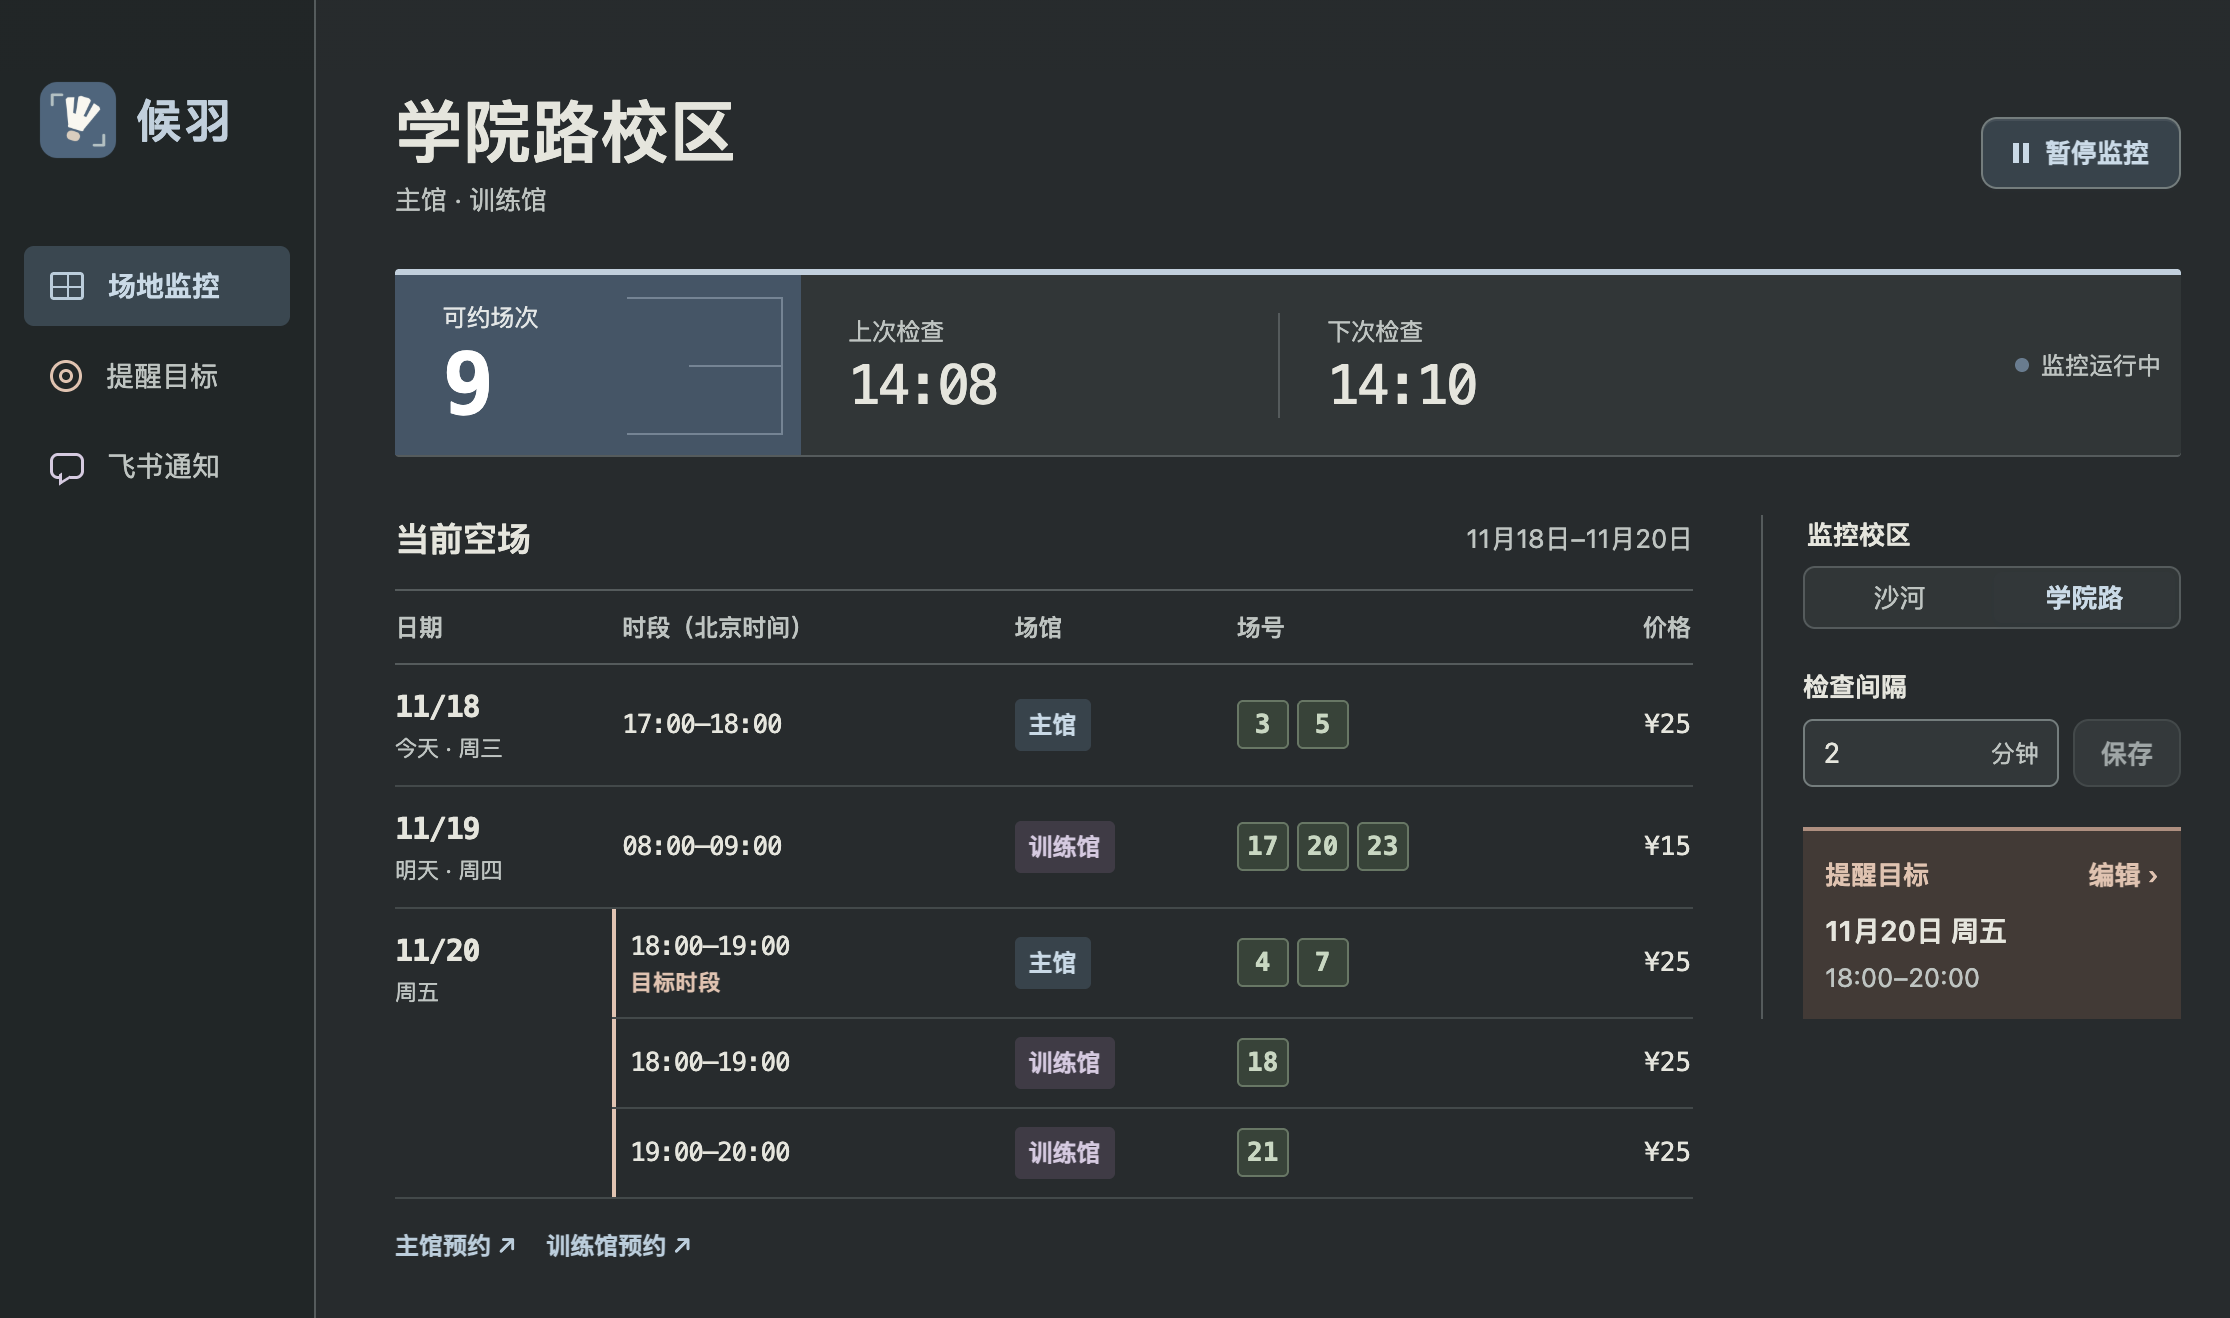 候羽
场地监控
提醒目标
飞书通知
学院路校区
主馆 · 训练馆
暂停监控
可约场次
9
上次检查
14:08
下次检查
14:10
监控运行中
当前空场
11月18日–11月20日
日期 时段（北京时间） 场馆 场号 价格
11/18
今天 · 周三
17:00—18:00 主馆 3 5 ¥25
11/19
明天 · 周四
08:00—09:00 训练馆 17 20 23 ¥15
11/20
周五
18:00—19:00
目标时段
主馆 4 7 ¥25
18:00—19:00 训练馆 18 ¥25
19:00—20:00 训练馆 21 ¥25
主馆预约 ↗ 训练馆预约 ↗
监控校区
沙河 学院路
检查间隔
2 分钟 保存
提醒目标 编辑 ›
11月20日 周五
18:00–20:00